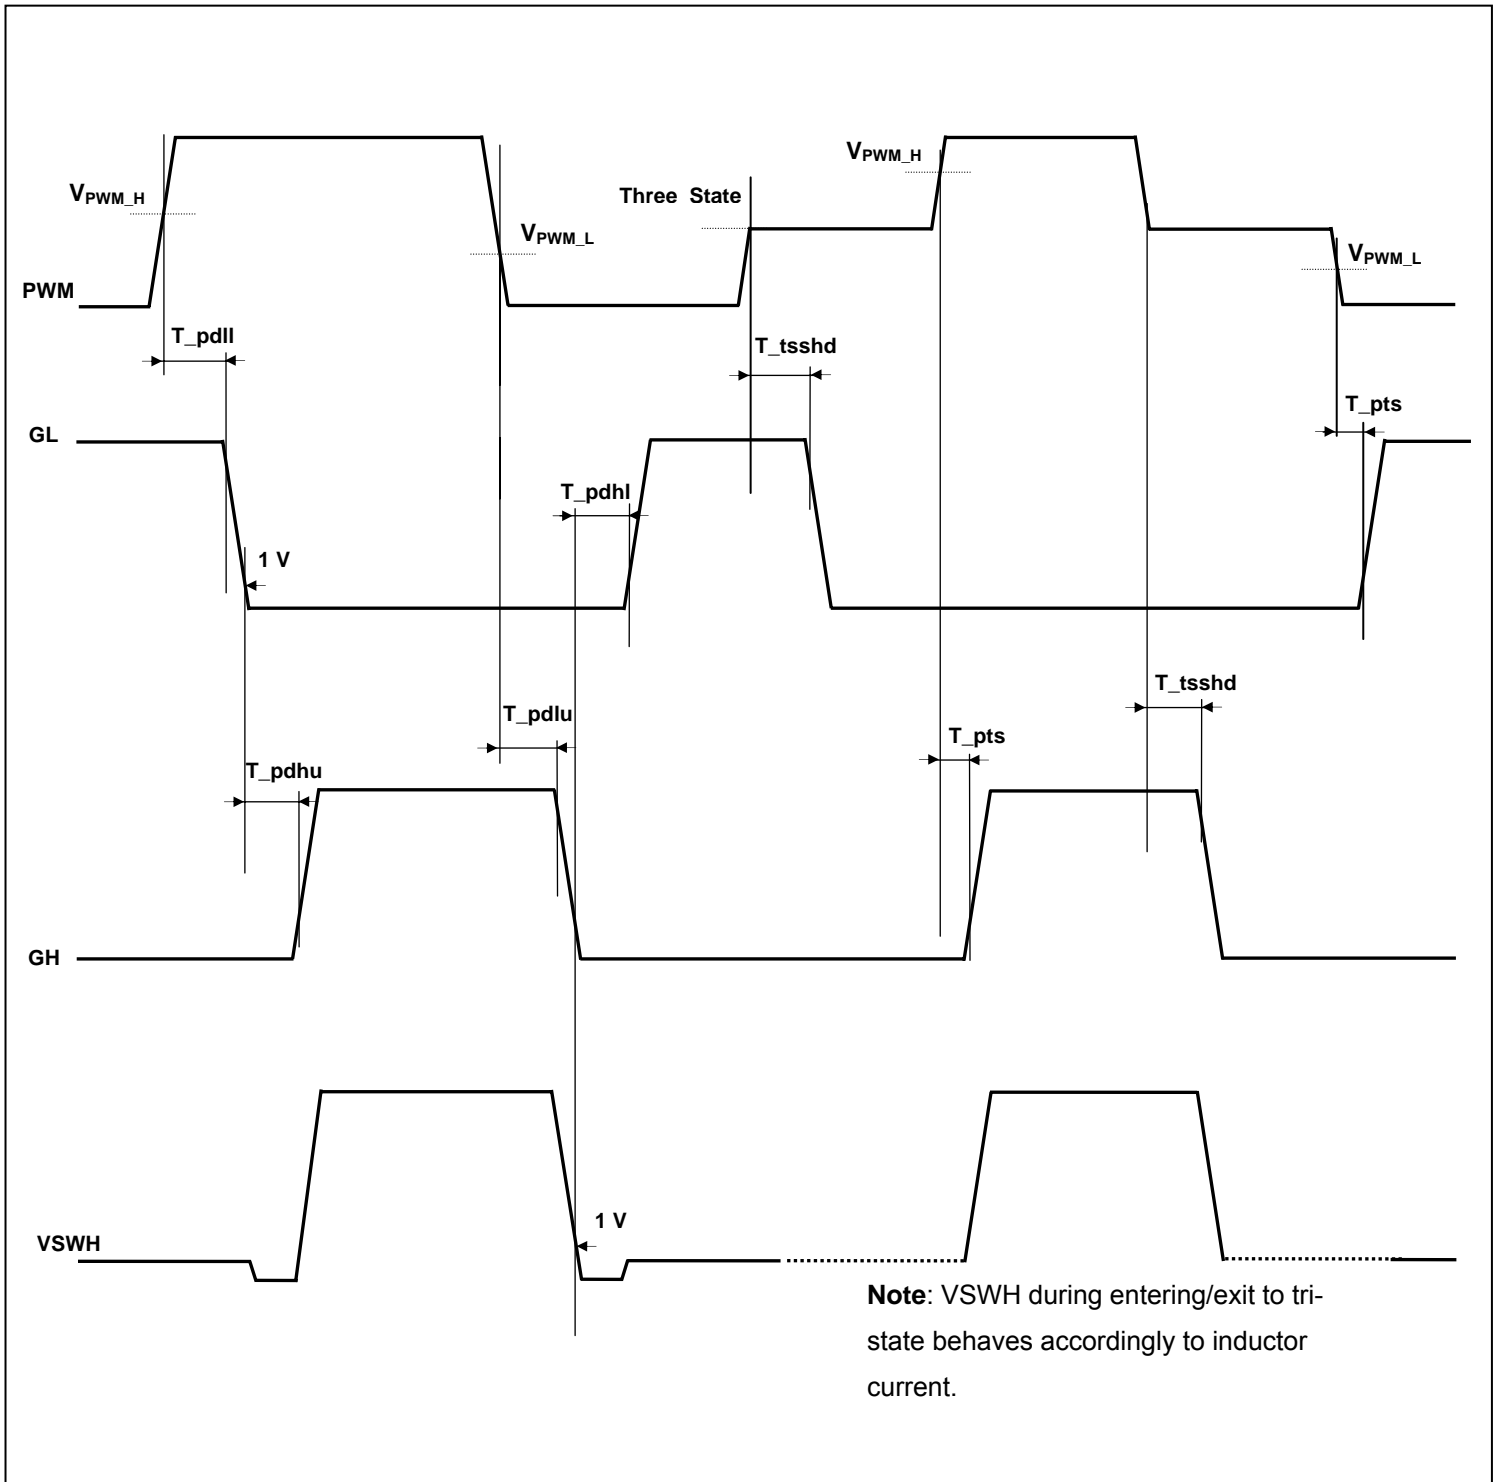 V_PWM_H
Three State
V_PWM_H
V_PWM_L
V_PWM_L
PWM
T_pdll
T_tsshd
T_pts
GL
T_pdhl
1 V
T_tsshd
T_pdlu
T_pts
T_pdhu
GH
1 V
VSWH
Note: VSWH during entering/exit to tri-
state behaves accordingly to inductor
current.